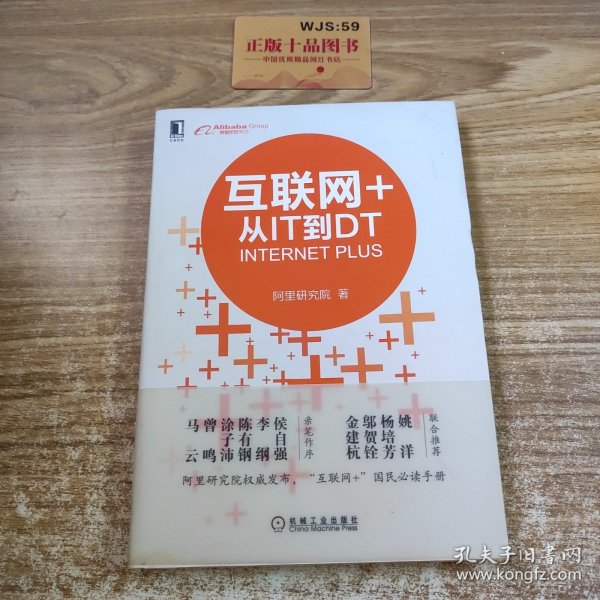 WJS:59
正版十品图书
中国优质精品网红书店
Alibaba Group
互联网+
从IT到DT
INTERNET PLUS
阿里研究院 著
马云
曾鸣
涂子沛
陈有钢
李纲
侯自强
亲笔作序
金建杭
邬贺铨
杨培芳
姚洋
联合推荐
阿里研究院权威发布,“互联网+”国民必读手册
机械工业出版社
China Machine Press
孔夫子旧书网
www.kongfz.com